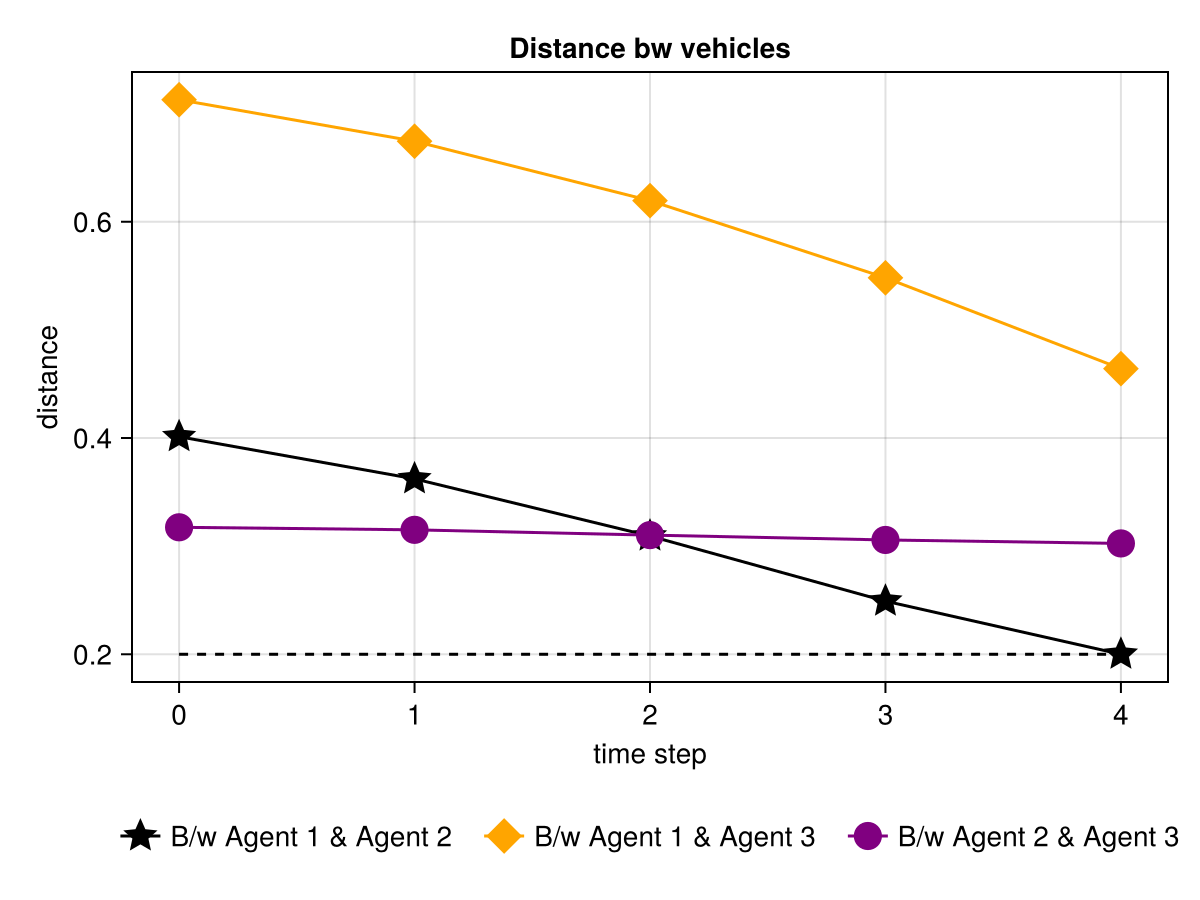 Distance bw vehicles
distance
0.6
0.4
0.2
0 1 2 3 4
time step
B/w Agent 1 & Agent 2 B/w Agent 1 & Agent 3 B/w Agent 2 & Agent 3